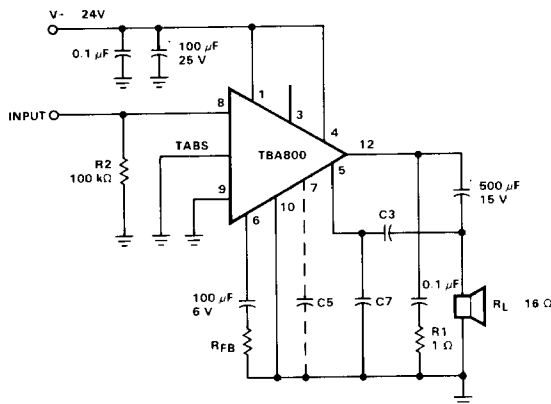 V- 24V
0.1 μF
100 μF
25 V
INPUT
8
1
3
4
TABS
TBA800
12
R2
100 kΩ
9
7
5
6
10
500 μF
15 V
C3
100 μF
6 V
C5
C7
0.1 μF
RL 16 Ω
RFB
R1
1 Ω